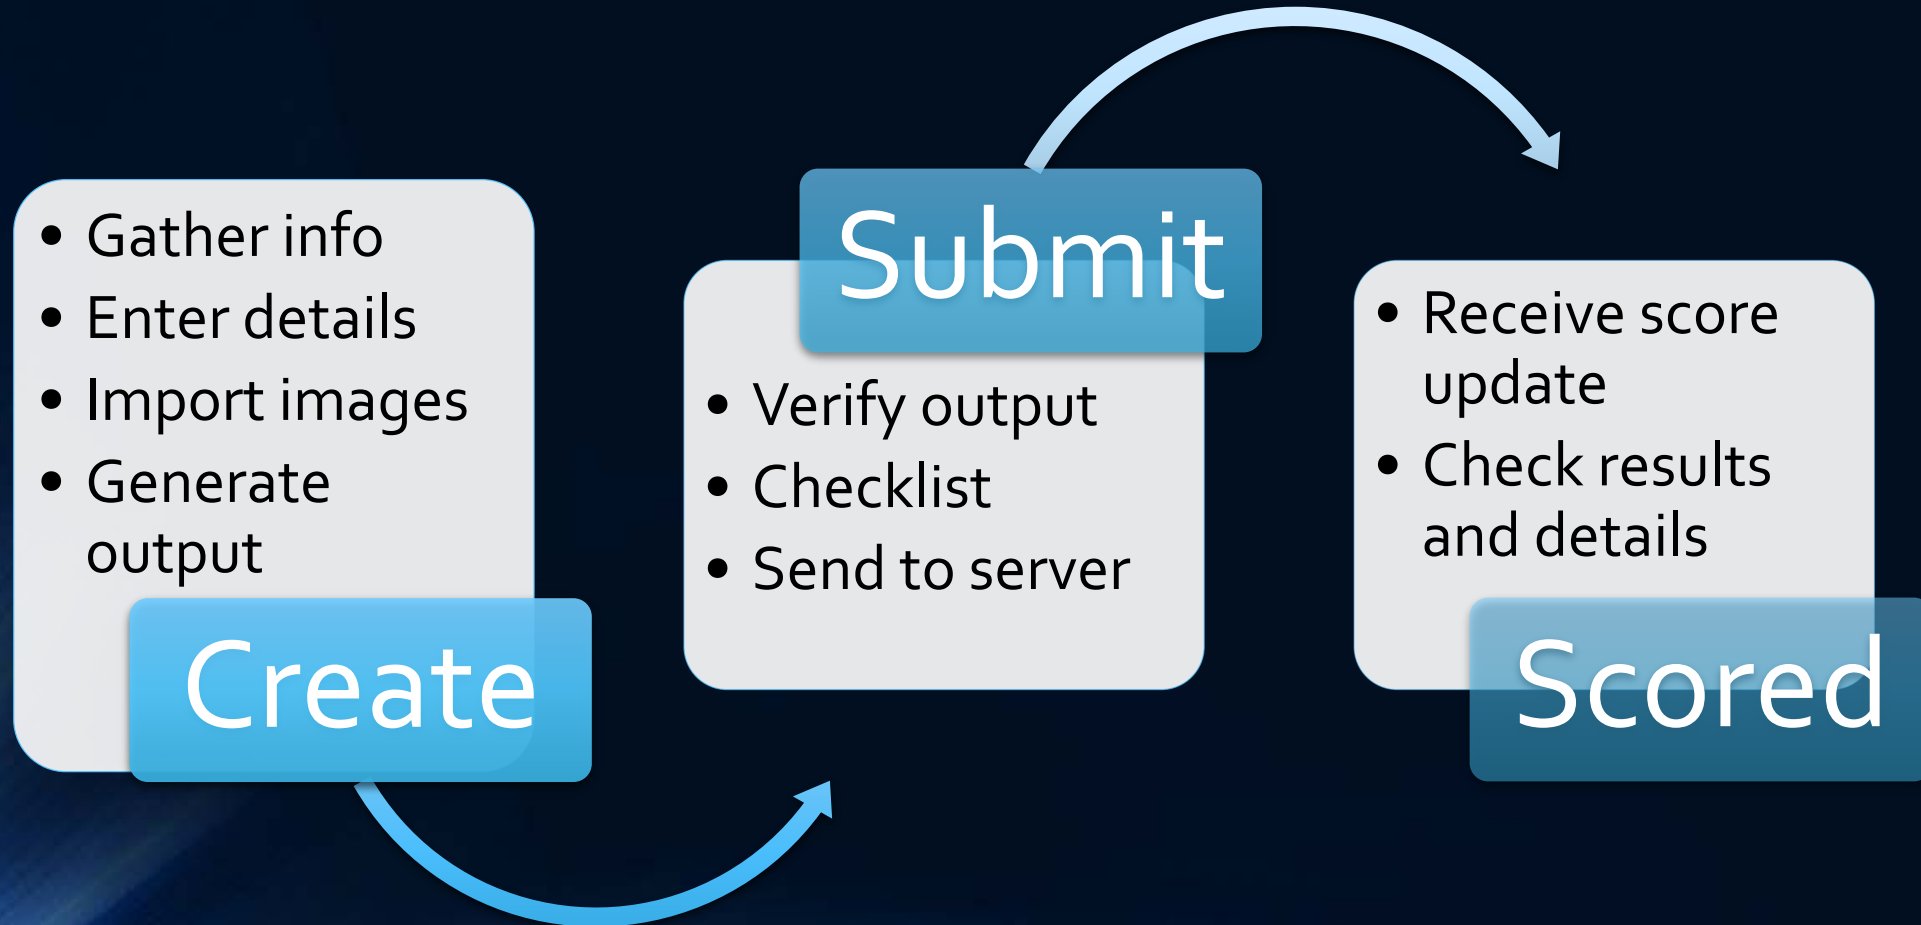 • Gather info
• Enter details
• Import images
• Generate
output
Create
Submit
• Verify output
• Checklist
• Send to server
• Receive score
update
• Check results
and details
Scored